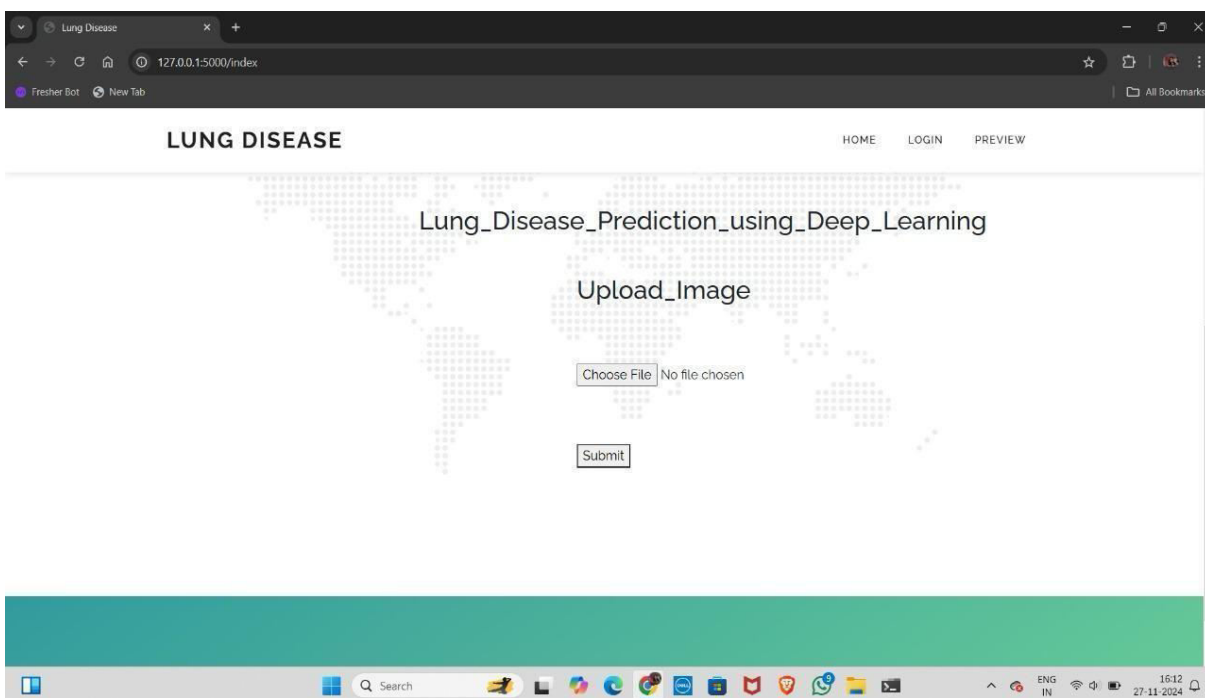 Lung Disease
127.0.0.1:5000/index
Fresher Bot New Tab All Bookmarks
LUNG DISEASE HOME LOGIN PREVIEW
Lung_Disease_Prediction_using_Deep_Learning
Upload_Image
Choose File No file chosen
Submit
Search ENG 16:12
IN 27-11-2024